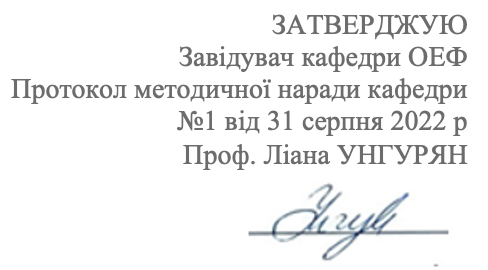 ЗАТВЕРДЖУЮ
Завідувач кафедри ОЕФ
Протокол методичної наради кафедри
№1 від 31 серпня 2022 р
Проф. Ліана УНГУРЯН